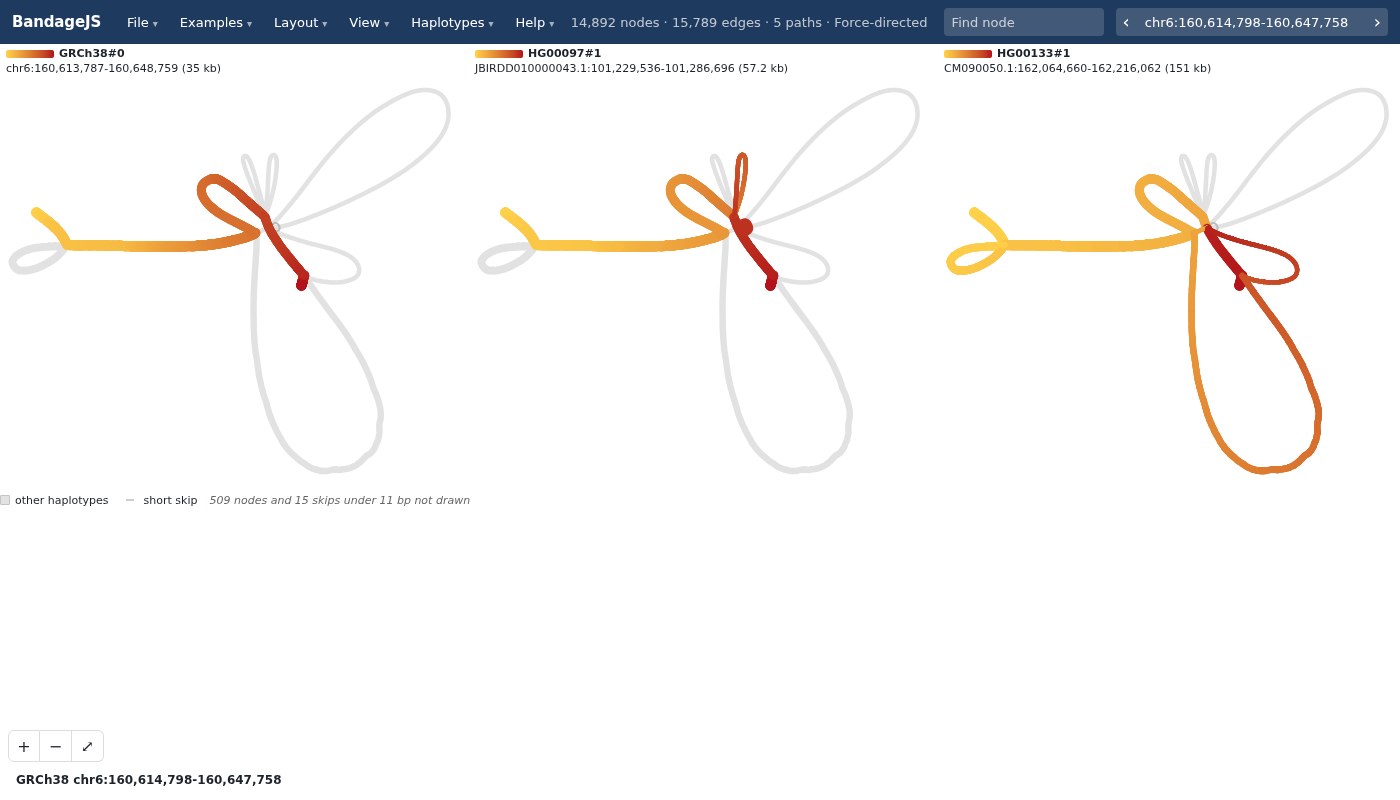 BandageJS File ▾ Examples ▾ Layout ▾ View ▾ Haplotypes ▾ Help ▾ 14,892 nodes · 15,789 edges · 5 paths · Force-directed Find node ‹ chr6:160,614,798-160,647,758 ›
GRCh38#0
chr6:160,613,787-160,648,759 (35 kb)
HG00097#1
JBIRDD010000043.1:101,229,536-101,286,696 (57.2 kb)
HG00133#1
CM090050.1:162,064,660-162,216,062 (151 kb)
other haplotypes short skip 509 nodes and 15 skips under 11 bp not drawn
+ − ⤢
GRCh38 chr6:160,614,798-160,647,758